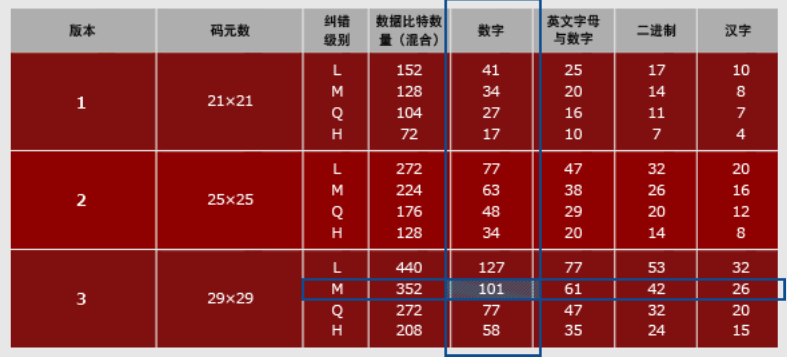 版本 码元数 纠错级别 数据比特数量（混合） 数字 英文字母与数字 二进制 汉字
1 21×21
L 152 41 25 17 10
M 128 34 20 14 8
Q 104 27 16 11 7
H 72 17 10 7 4
2 25×25
L 272 77 47 32 20
M 224 63 38 26 16
Q 176 48 29 20 12
H 128 34 20 14 8
3 29×29
L 440 127 77 53 32
M 352 101 61 42 26
Q 272 77 47 32 20
H 208 58 35 24 15